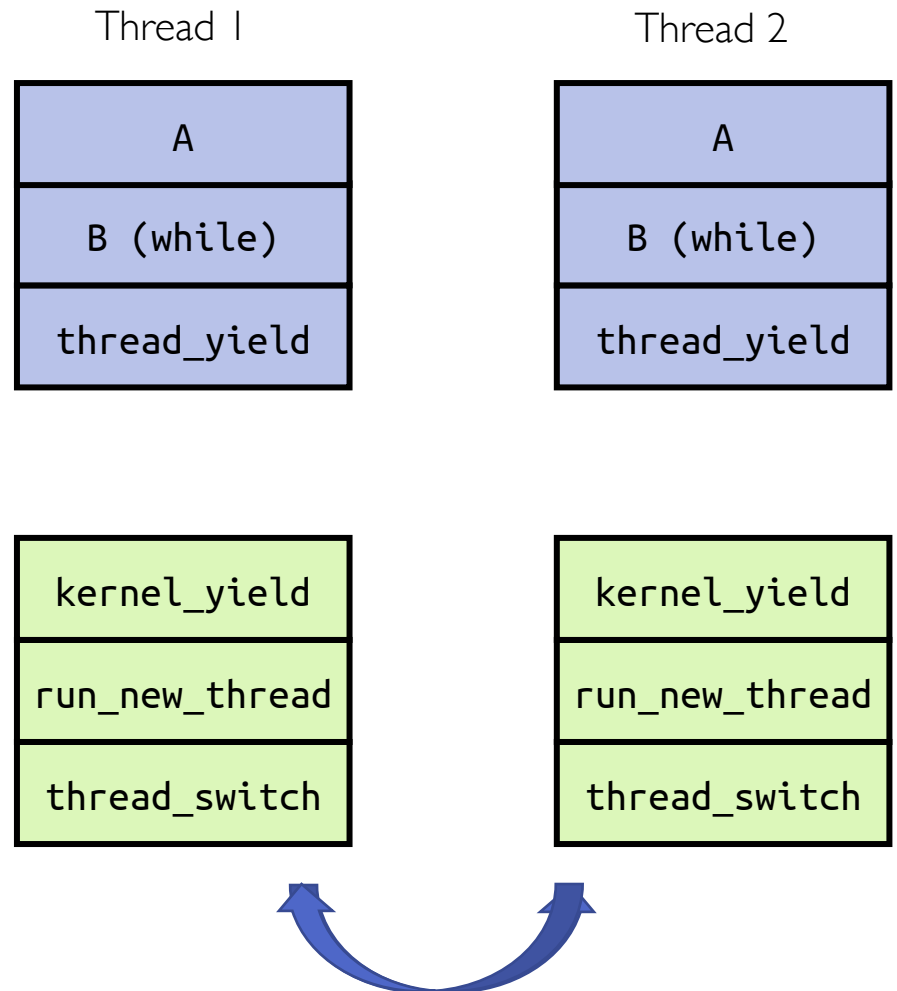 Thread 1
Thread 2
A
A
B (while)
B (while)
thread_yield
thread_yield
kernel_yield
kernel_yield
run_new_thread
run_new_thread
thread_switch
thread_switch